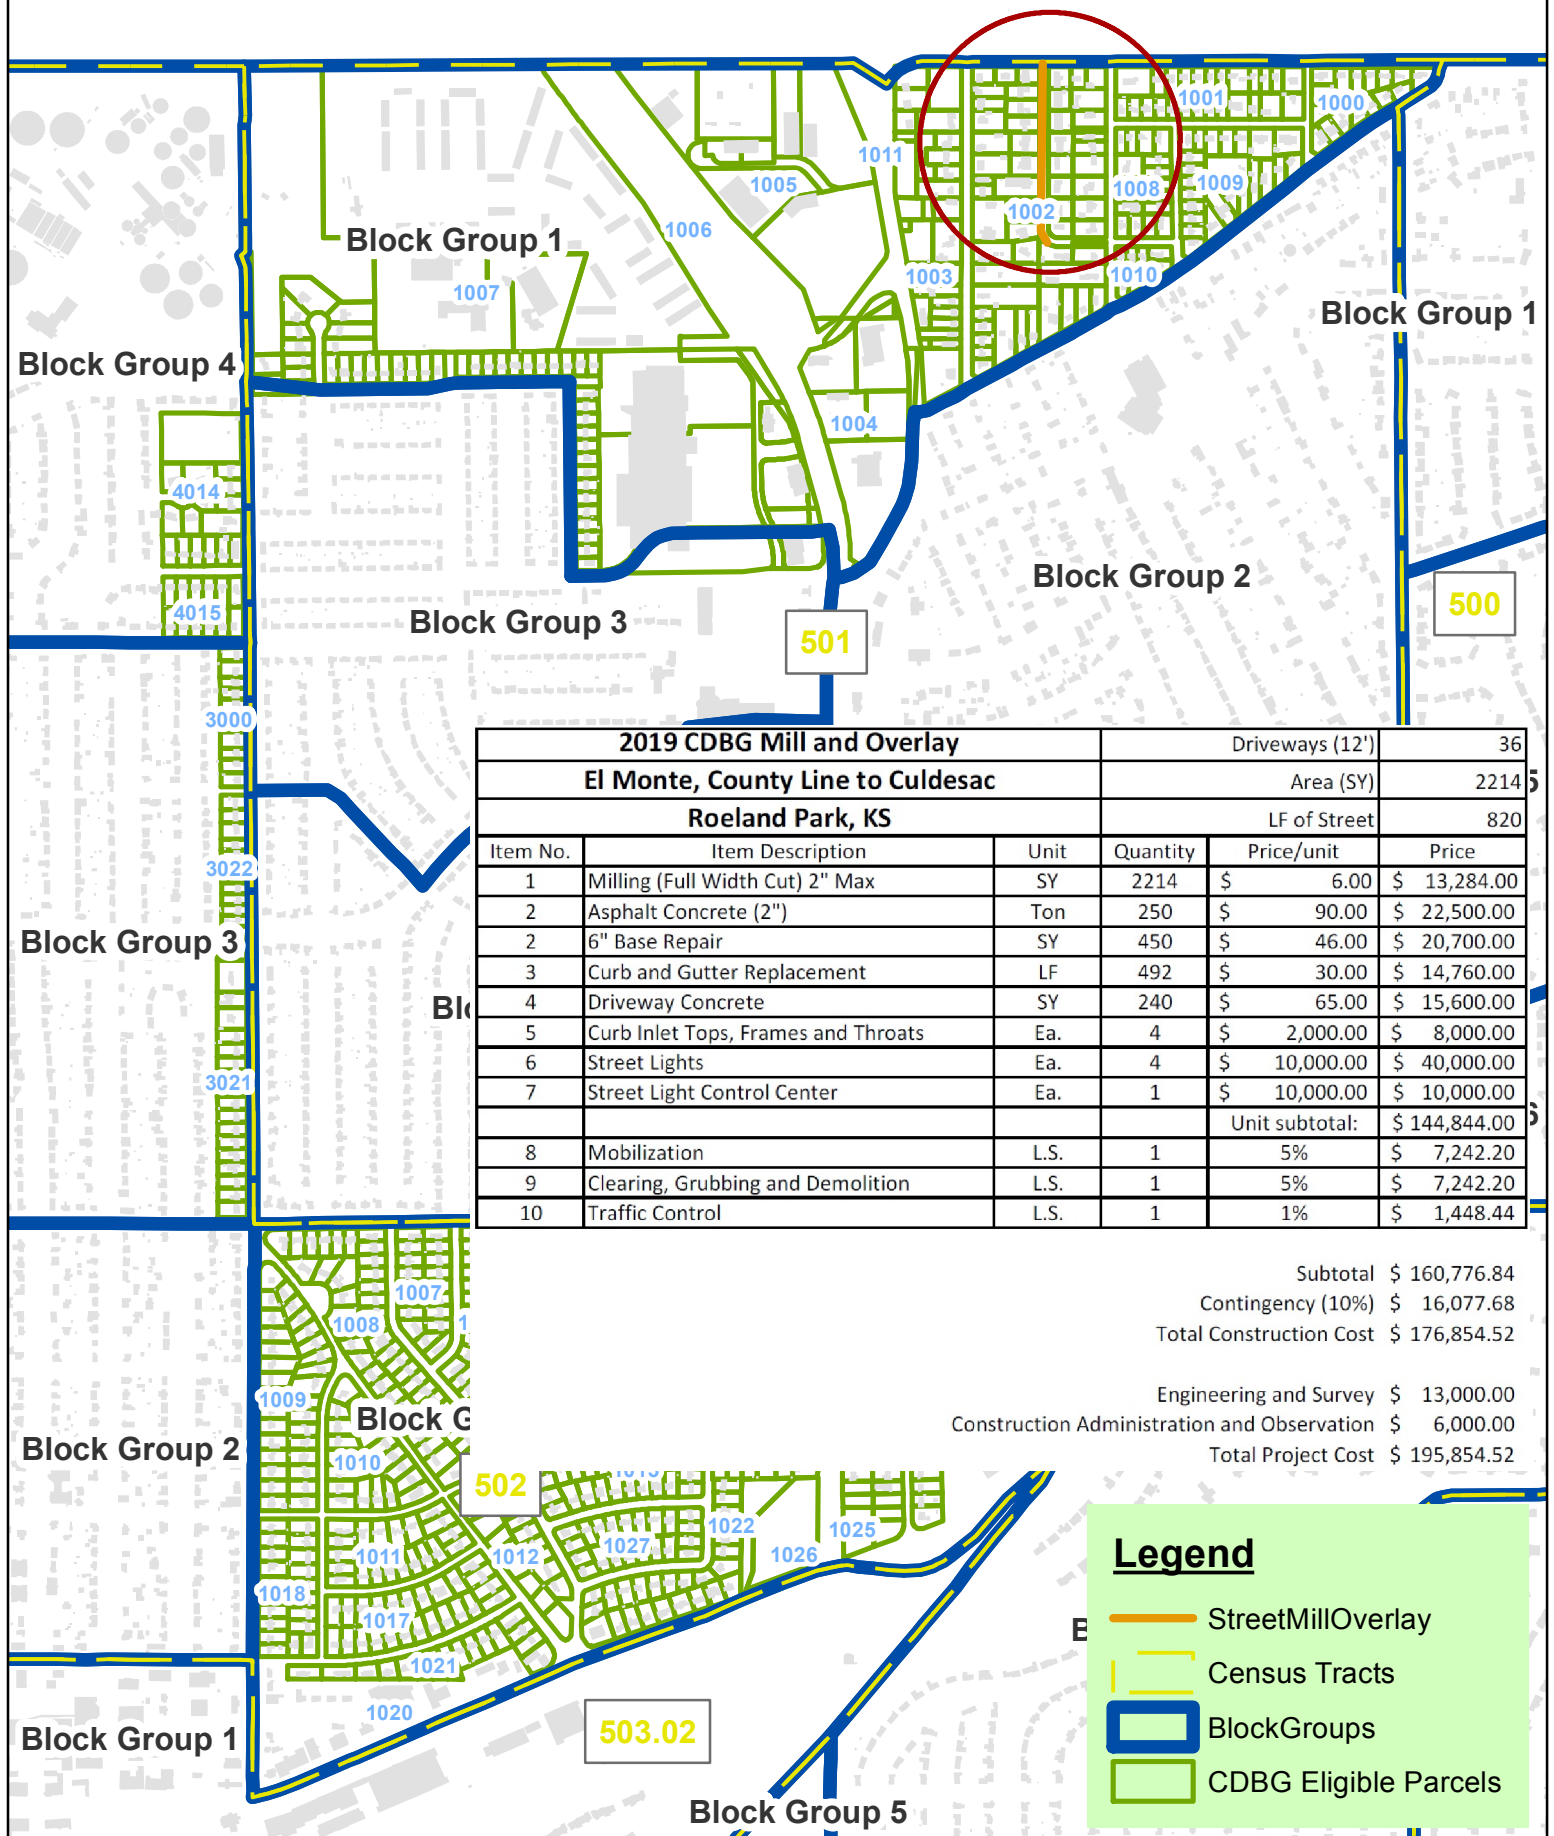 1001
1000
1011
1005
1008
1009
1002
1006
Block Group 1
1003
1010
1007
Block Group 1
Block Group 4
1004
4014
Block Group 2
500
4015
Block Group 3
501
3000
2019 CDBG Mill and Overlay Driveways (12') 36
El Monte, County Line to Culdesac Area (SY) 2214
Roeland Park, KS LF of Street 820
Item No. Item Description Unit Quantity Price/unit Price
1 Milling (Full Width Cut) 2" Max SY 2214 $ 6.00 $ 13,284.00
2 Asphalt Concrete (2") Ton 250 $ 90.00 $ 22,500.00
2 6" Base Repair SY 450 $ 46.00 $ 20,700.00
3 Curb and Gutter Replacement LF 492 $ 30.00 $ 14,760.00
4 Driveway Concrete SY 240 $ 65.00 $ 15,600.00
5 Curb Inlet Tops, Frames and Throats Ea. 4 $ 2,000.00 $ 8,000.00
6 Street Lights Ea. 4 $ 10,000.00 $ 40,000.00
7 Street Light Control Center Ea. 1 $ 10,000.00 $ 10,000.00
Unit subtotal: $ 144,844.00
8 Mobilization L.S. 1 5% $ 7,242.20
9 Clearing, Grubbing and Demolition L.S. 1 5% $ 7,242.20
10 Traffic Control L.S. 1 1% $ 1,448.44
Subtotal $ 160,776.84
Contingency (10%) $ 16,077.68
Total Construction Cost $ 176,854.52
Engineering and Survey $ 13,000.00
Construction Administration and Observation $ 6,000.00
Total Project Cost $ 195,854.52
3022
Block Group 3
3021
1007
1008
1009
Block G
Block Group 2
1010
502
1022
1025
1027
1011
1012
1026
1018
1017
1021
1020
503.02
Block Group 1
Block Group 5
Legend
StreetMillOverlay
Census Tracts
BlockGroups
CDBG Eligible Parcels